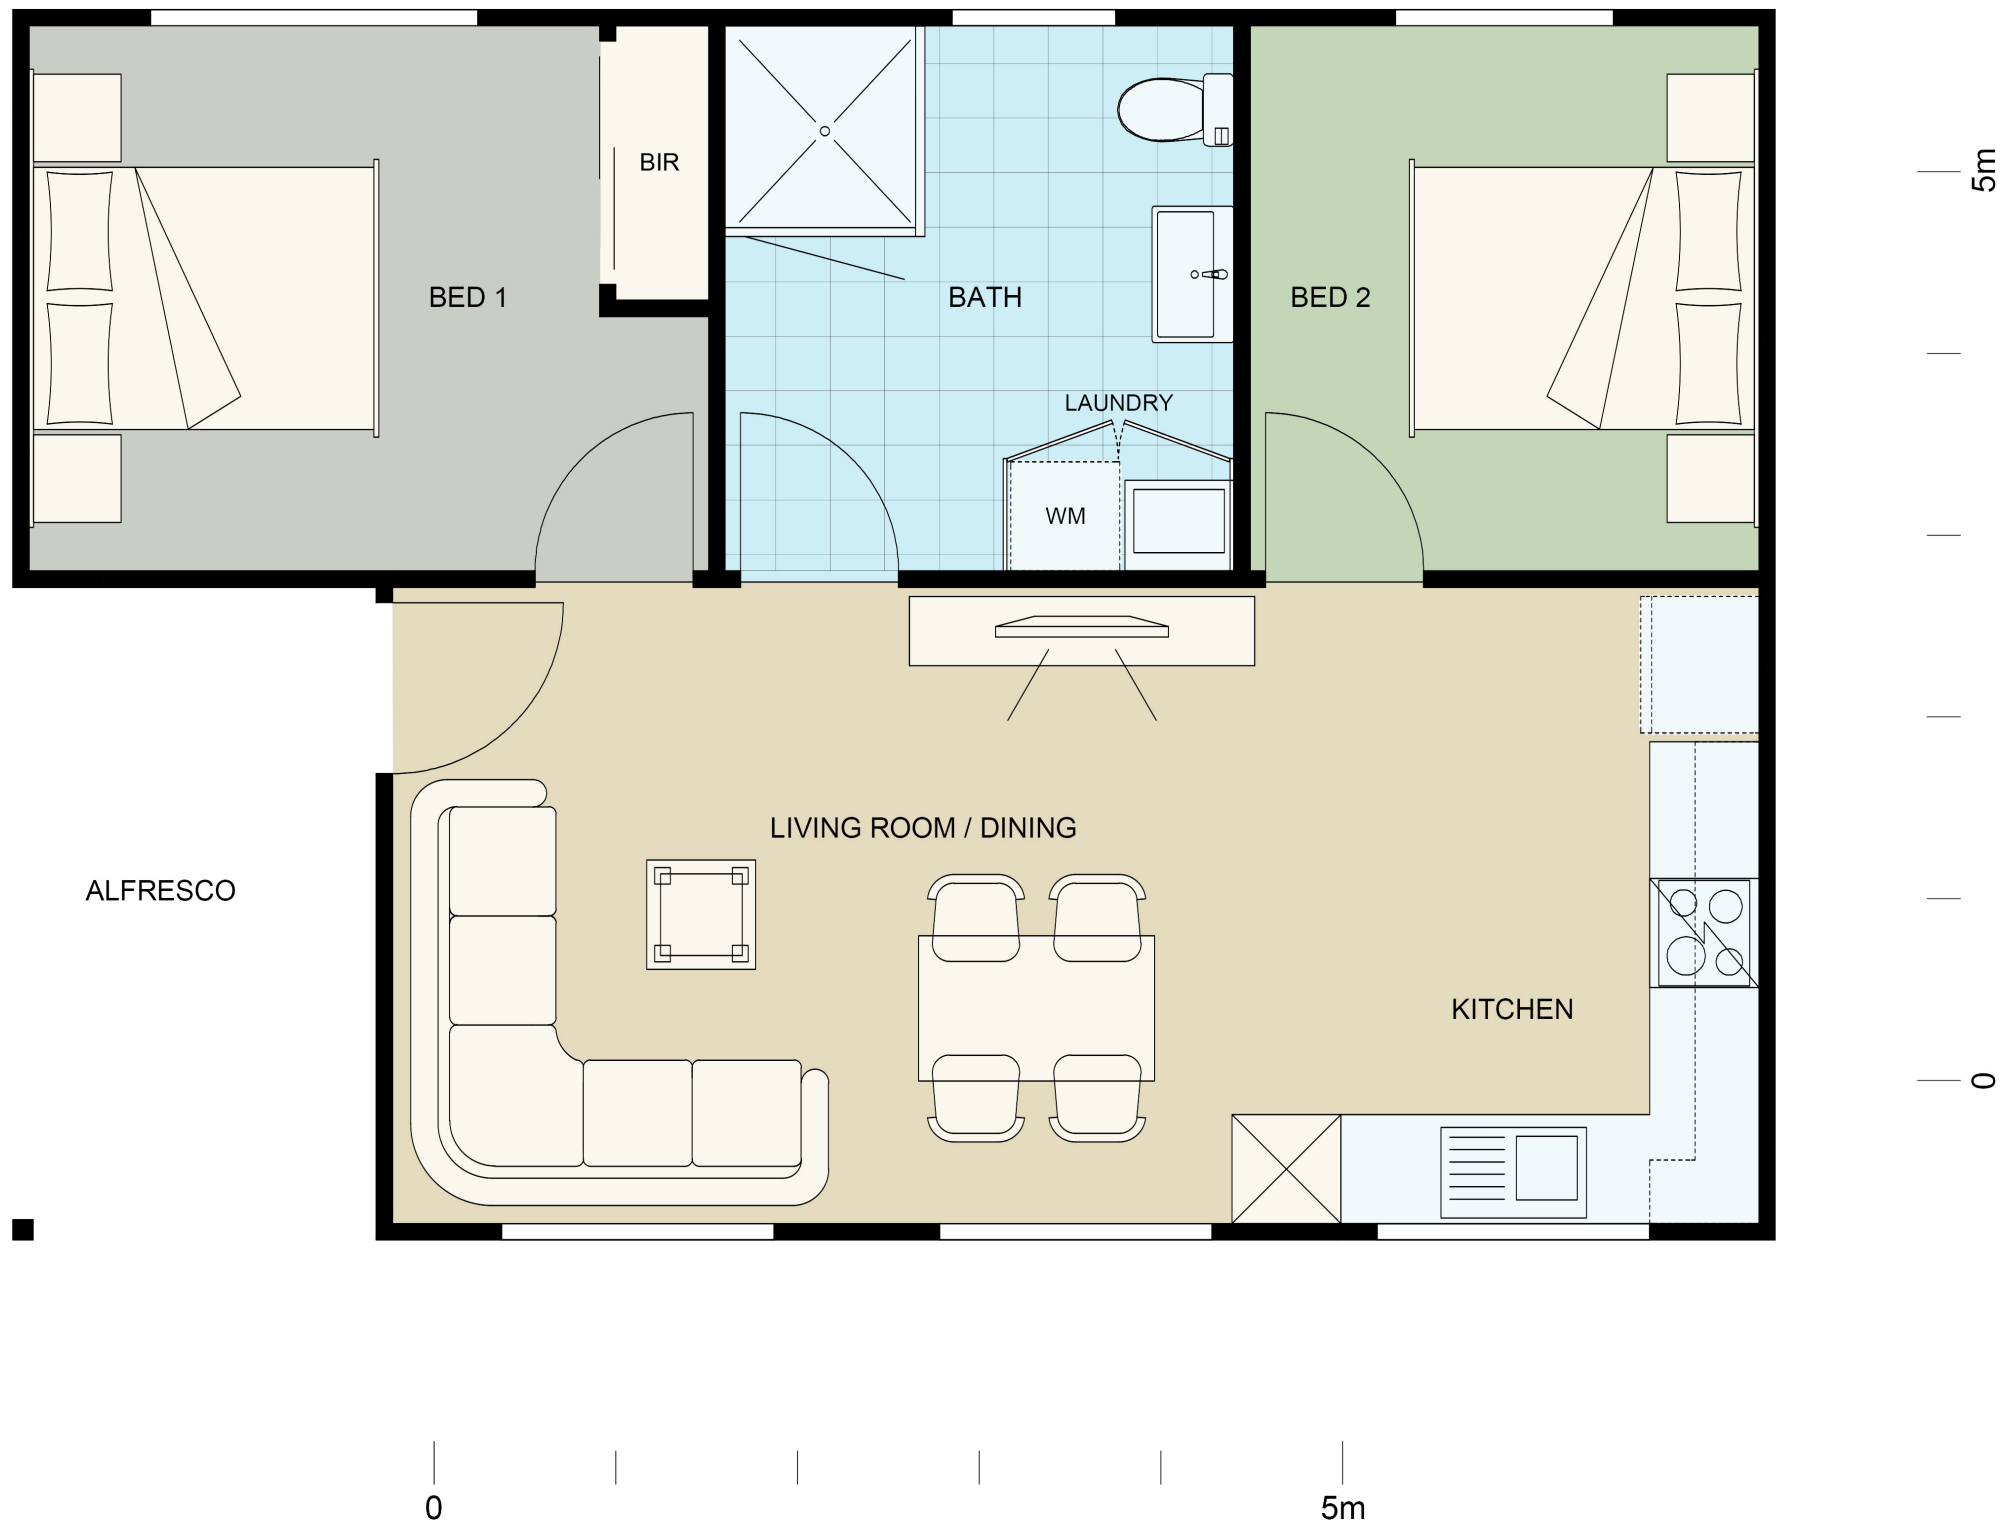 BIR
5m
BED 1
BATH
BED 2
LAUNDRY
WM
LIVING ROOM / DINING
ALFRESCO
KITCHEN
0
0
5m